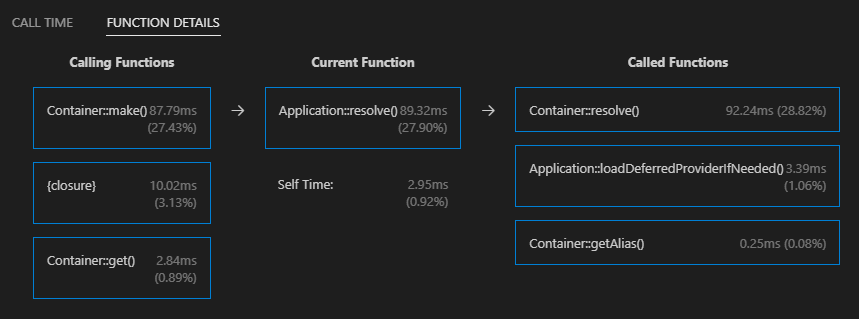 CALL TIME FUNCTION DETAILS
Calling Functions Current Function Called Functions
Container::make() 87.79ms
(27.43%)
→
Application::resolve() 89.32ms
(27.90%)
→
Container::resolve() 92.24ms (28.82%)
{closure} 10.02ms
(3.13%)
Self Time: 2.95ms
(0.92%)
Application::loadDeferredProviderIfNeeded() 3.39ms
(1.06%)
Container::get() 2.84ms
(0.89%)
Container::getAlias() 0.25ms (0.08%)